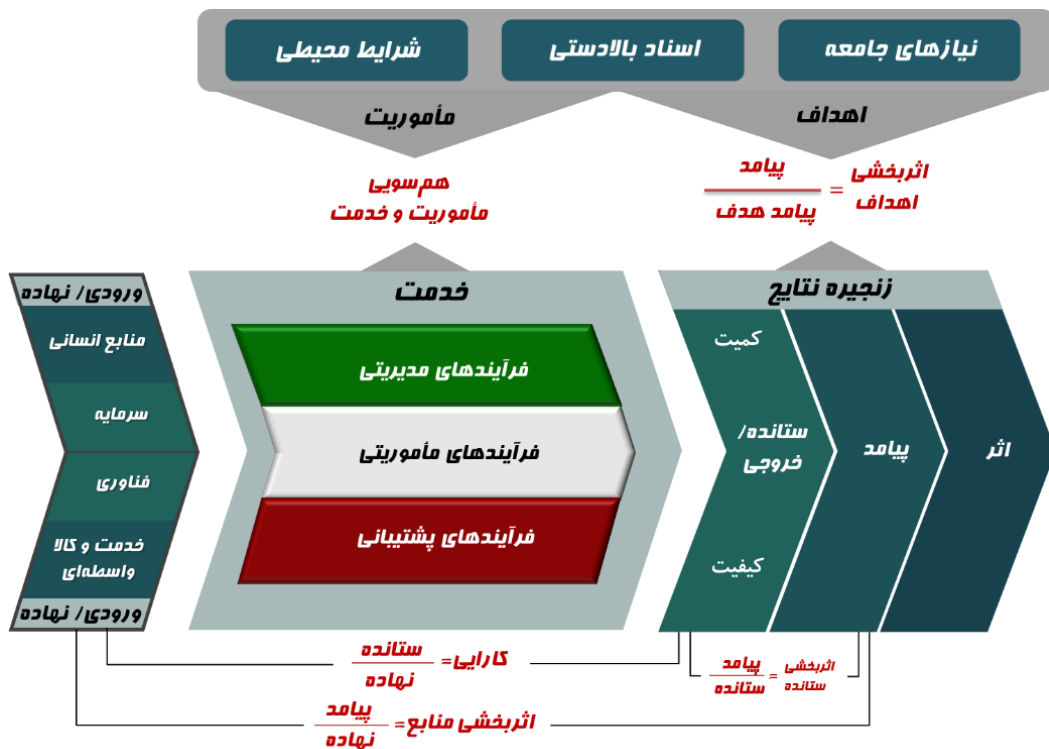 نیازهای جامعه
اسناد بالادستی
شرایط محیطی
اهداف
مأموریت
اثربخشی اهداف = پیامد / پیامد هدف
هم‌سویی
مأموریت و خدمت
ورودی/ نهاده
منابع انسانی
سرمایه
فناوری
خدمت و کالا
واسطه‌ای
ورودی/ نهاده
خدمت
فرآیندهای مدیریتی
فرآیندهای مأموریتی
فرآیندهای پشتیبانی
زنجیره نتایج
کمیت
ستانده/
خروجی
کیفیت
پیامد
اثر
کارایی = ستانده / نهاده
اثربخشی ستانده = پیامد / ستانده
اثربخشی منابع = پیامد / نهاده